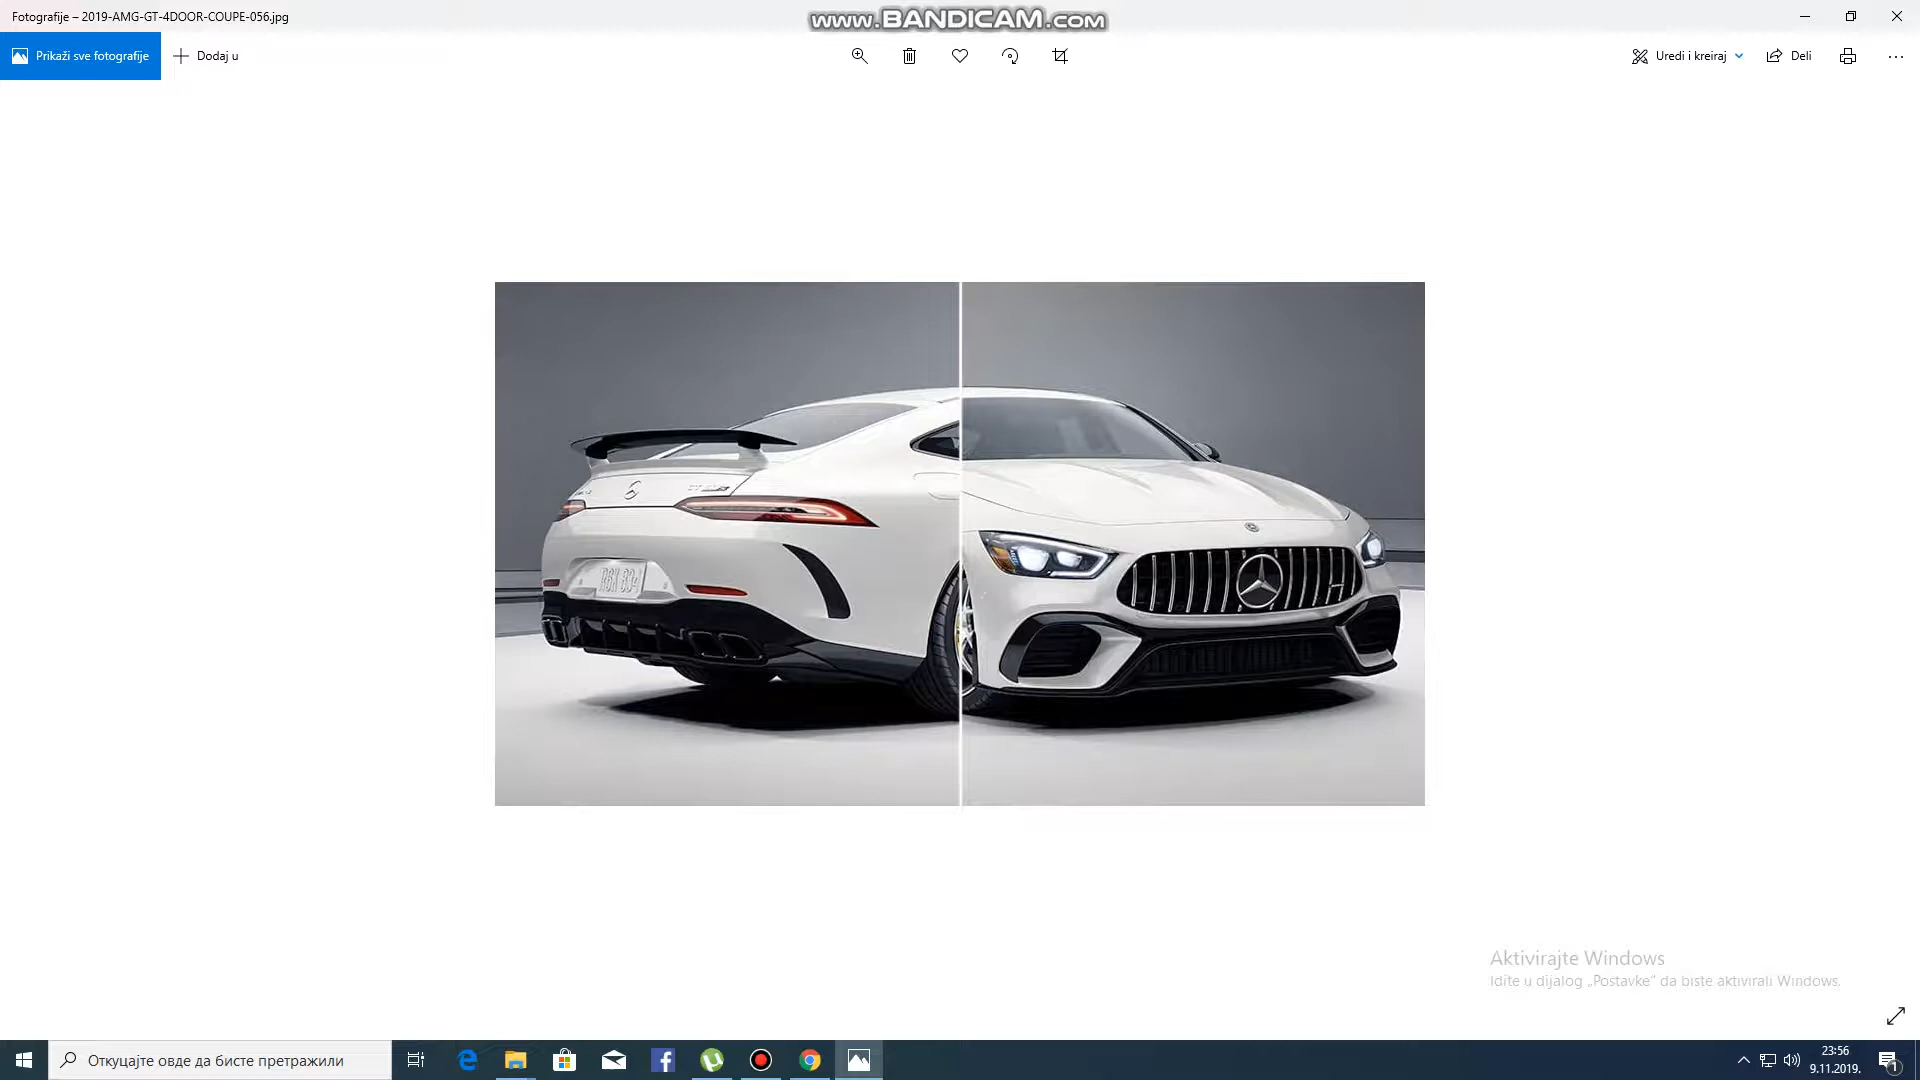 Fotografije – 2019-AMG-GT-4DOOR-COUPE-056.jpg
www.BANDICAM.com
Prikaži sve fotografije
Dodaj u
Uredi i kreiraj
Deli
Aktivirajte Windows
Idite u dijalog „Postavke“ da biste aktivirali Windows.
Откуцајте овде да бисте претражили
23:56
9.11.2019.
1